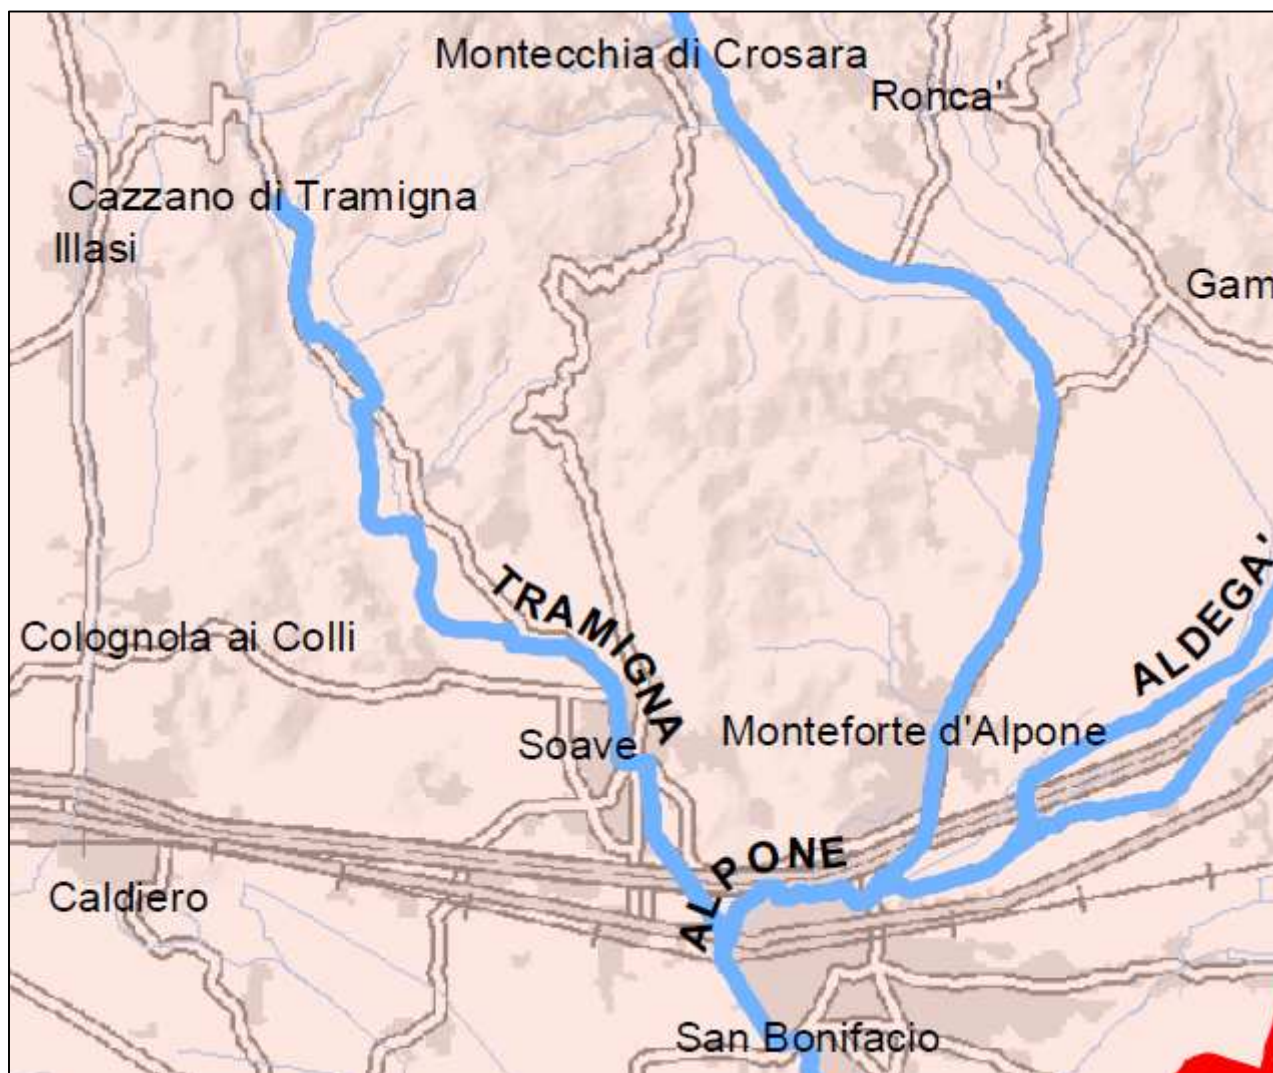 Montecchia di Crosara
Ronca'
Cazzano di Tramigna
Illasi
Gam
TRAMIGNA
ALDEGA'
Colognola ai Colli
Soave
Monteforte d'Alpone
ALPONE
Caldiero
San Bonifacio